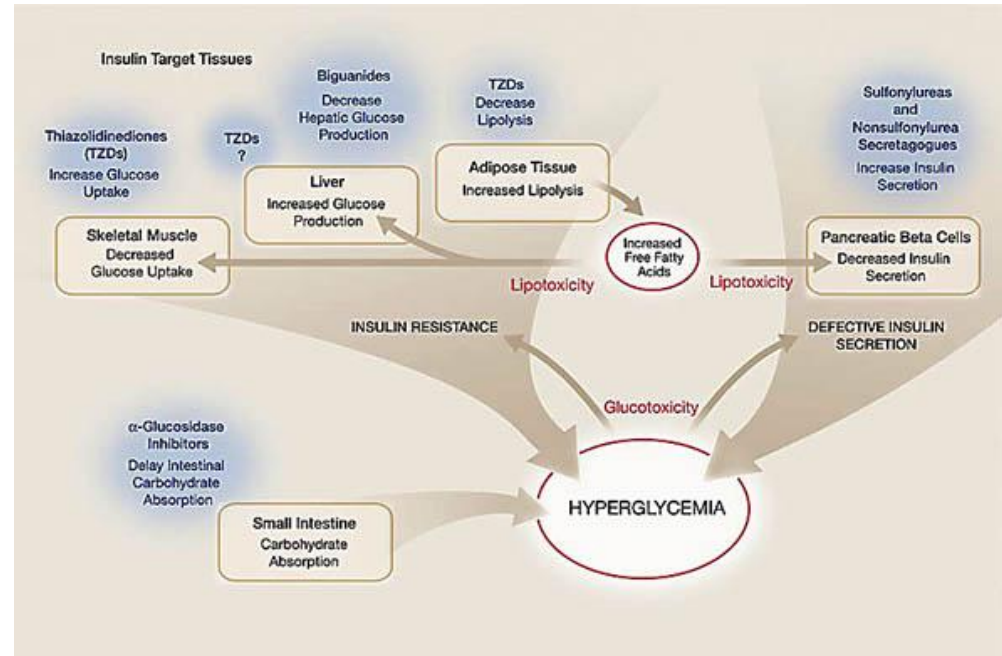 Insulin Target Tissues
Biguanides
Decrease
Hepatic Glucose
Production
TZDs
Decrease
Lipolysis
Sulfonylureas
and
Nonsulfonylurea
Secretagogues
Increase Insulin
Secretion
Thiazolidinediones
(TZDs)
Increase Glucose
Uptake
TZDs
?
Liver
Increased Glucose
Production
Adipose Tissue
Increased Lipolysis
Skeletal Muscle
Decreased
Glucose Uptake
Increased
Free Fatty
Acids
Pancreatic Beta Cells
Decreased Insulin
Secretion
Lipotoxicity
Lipotoxicity
INSULIN RESISTANCE
DEFECTIVE INSULIN
SECRETION
Glucotoxicity
α-Glucosidase
Inhibitors
Delay Intestinal
Carbohydrate
Absorption
HYPERGLYCEMIA
Small Intestine
Carbohydrate
Absorption